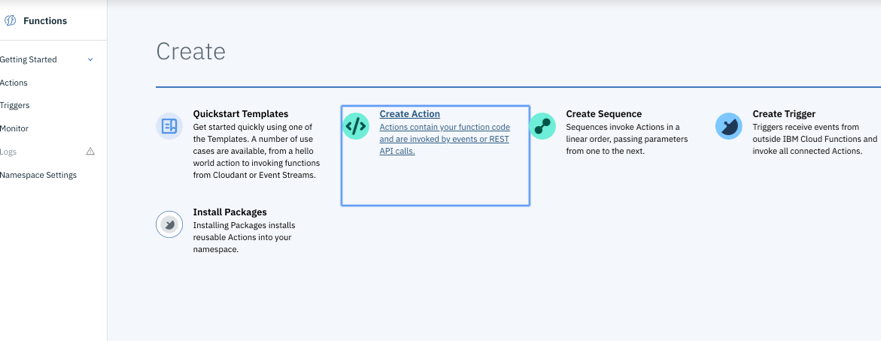 Functions
Getting Started
Actions
Triggers
Monitor
Logs
Namespace Settings
Create
Quickstart Templates
Get started quickly using one of
the Templates. A number of use
cases are available, from a hello
world action to invoking functions
from Cloudant or Event Streams.
Create Action
Actions contain your function code
and are invoked by events or REST
API calls.
Create Sequence
Sequences invoke Actions in a
linear order, passing parameters
from one to the next.
Create Trigger
Triggers receive events from
outside IBM Cloud Functions and
invoke all connected Actions.
Install Packages
Installing Packages installs
reusable Actions into your
namespace.